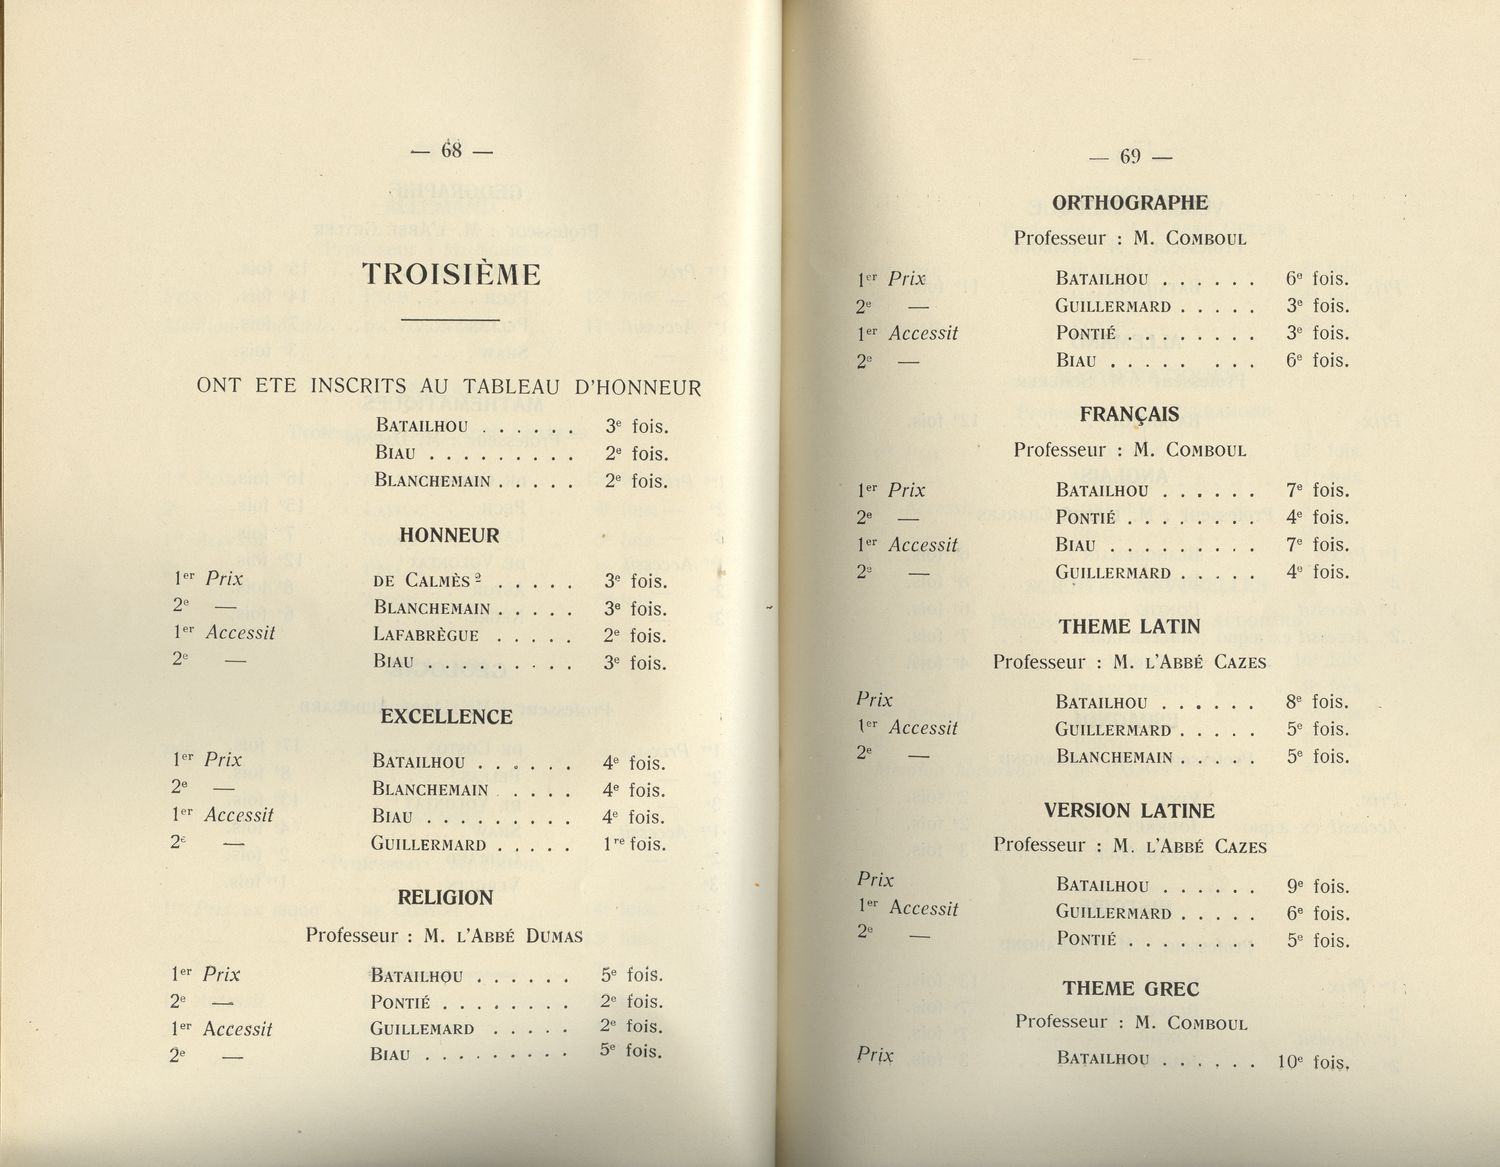 — 68 —
TROISIÈME
ONT ETE INSCRITS AU TABLEAU D'HONNEUR
BATAILHOU . . . . . . 3e fois.
BIAU . . . . . . . . . 2e fois.
BLANCHEMAIN . . . . . 2e fois.
HONNEUR
1er Prix DE CALMÈS 2 . . . . . 3e fois.
2e — BLANCHEMAIN . . . . . 3e fois.
1er Accessit LAFABRÈGUE . . . . . 2e fois.
2e — BIAU . . . . . . . . . 3e fois.
EXCELLENCE
1er Prix BATAILHOU . . . . . . 4e fois.
2e — BLANCHEMAIN . . . . . 4e fois.
1er Accessit BIAU . . . . . . . . . 4e fois.
2e — GUILLERMARD . . . . . 1re fois.
RELIGION
Professeur : M. L'ABBÉ DUMAS
1er Prix BATAILHOU . . . . . . 5e fois.
2e — PONTIÉ . . . . . . . . 2e fois.
1er Accessit GUILLEMARD . . . . . 2e fois.
2e — BIAU . . . . . . . . . 5e fois.
— 69 —
ORTHOGRAPHE
Professeur : M. COMBOUL
1er Prix BATAILHOU . . . . . . 6e fois.
2e — GUILLERMARD . . . . . 3e fois.
1er Accessit PONTIÉ . . . . . . . . 3e fois.
2e — BIAU . . . . . . . . 6e fois.
FRANÇAIS
Professeur : M. COMBOUL
1er Prix BATAILHOU . . . . . . 7e fois.
2e — PONTIÉ . . . . . . . . 4e fois.
1er Accessit BIAU . . . . . . . . . 7e fois.
2e — GUILLERMARD . . . . . 4e fois.
THEME LATIN
Professeur : M. L'ABBÉ CAZES
Prix BATAILHOU . . . . . . 8e fois.
1er Accessit GUILLERMARD . . . . . 5e fois.
2e — BLANCHEMAIN . . . . . 5e fois.
VERSION LATINE
Professeur : M. L'ABBÉ CAZES
Prix BATAILHOU . . . . . . 9e fois.
1er Accessit GUILLERMARD . . . . . 6e fois.
2e — PONTIÉ . . . . . . . . 5e fois.
THEME GREC
Professeur : M. COMBOUL
Prix BATAILHOU . . . . . . 10e fois.